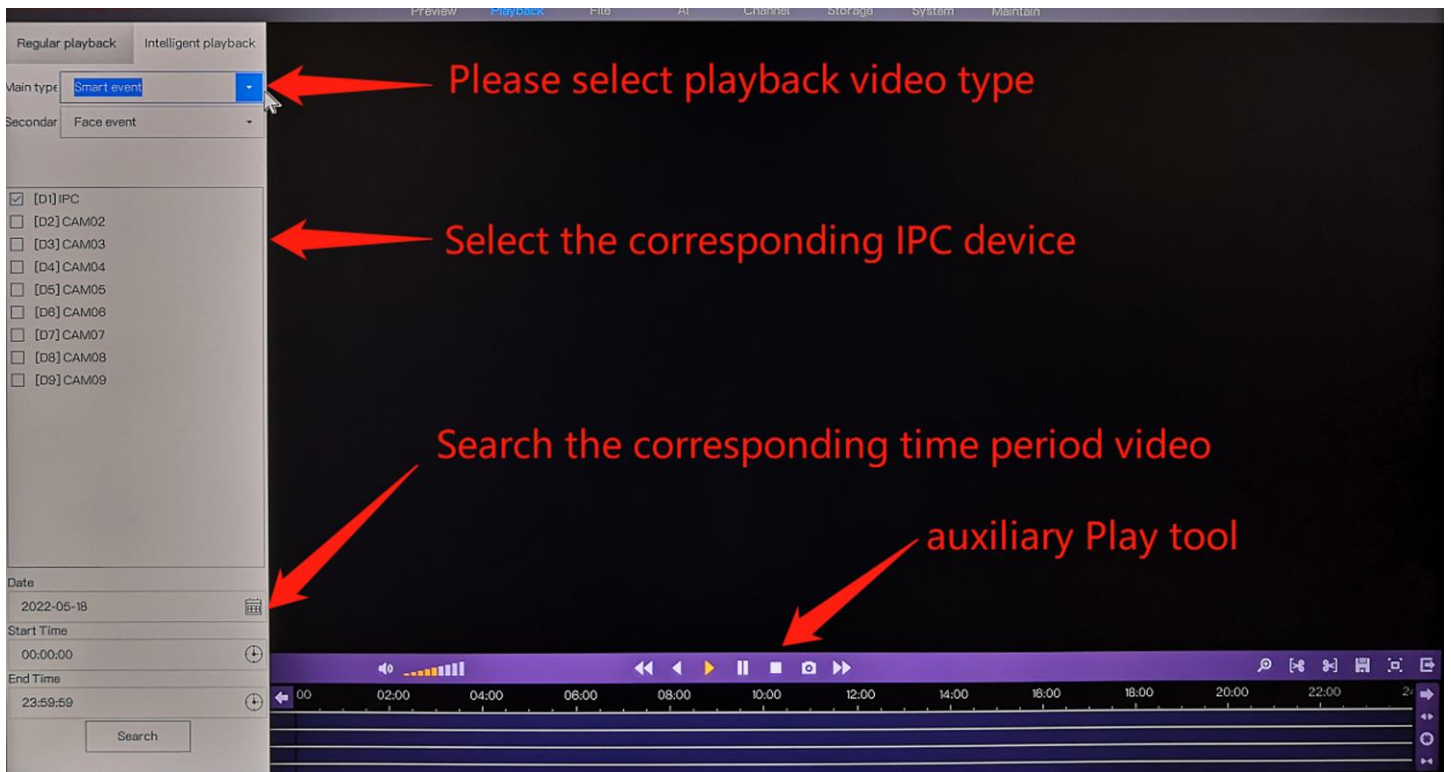 Preview Playback File AI Channel Storage System Maintain
Regular playback Intelligent playback
Main type Smart event
Please select playback video type
Secondar Face event
[D1] IPC
[D2] CAM02
Select the corresponding IPC device
[D3] CAM03
[D4] CAM04
[D5] CAM05
[D6] CAM06
[D7] CAM07
[D8] CAM08
[D9] CAM09
Search the corresponding time period video
auxiliary Play tool
Date
2022-05-18
Start Time
00:00:00
End Time
23:59:59
Search
00 02:00 04:00 06:00 08:00 10:00 12:00 14:00 16:00 18:00 20:00 22:00